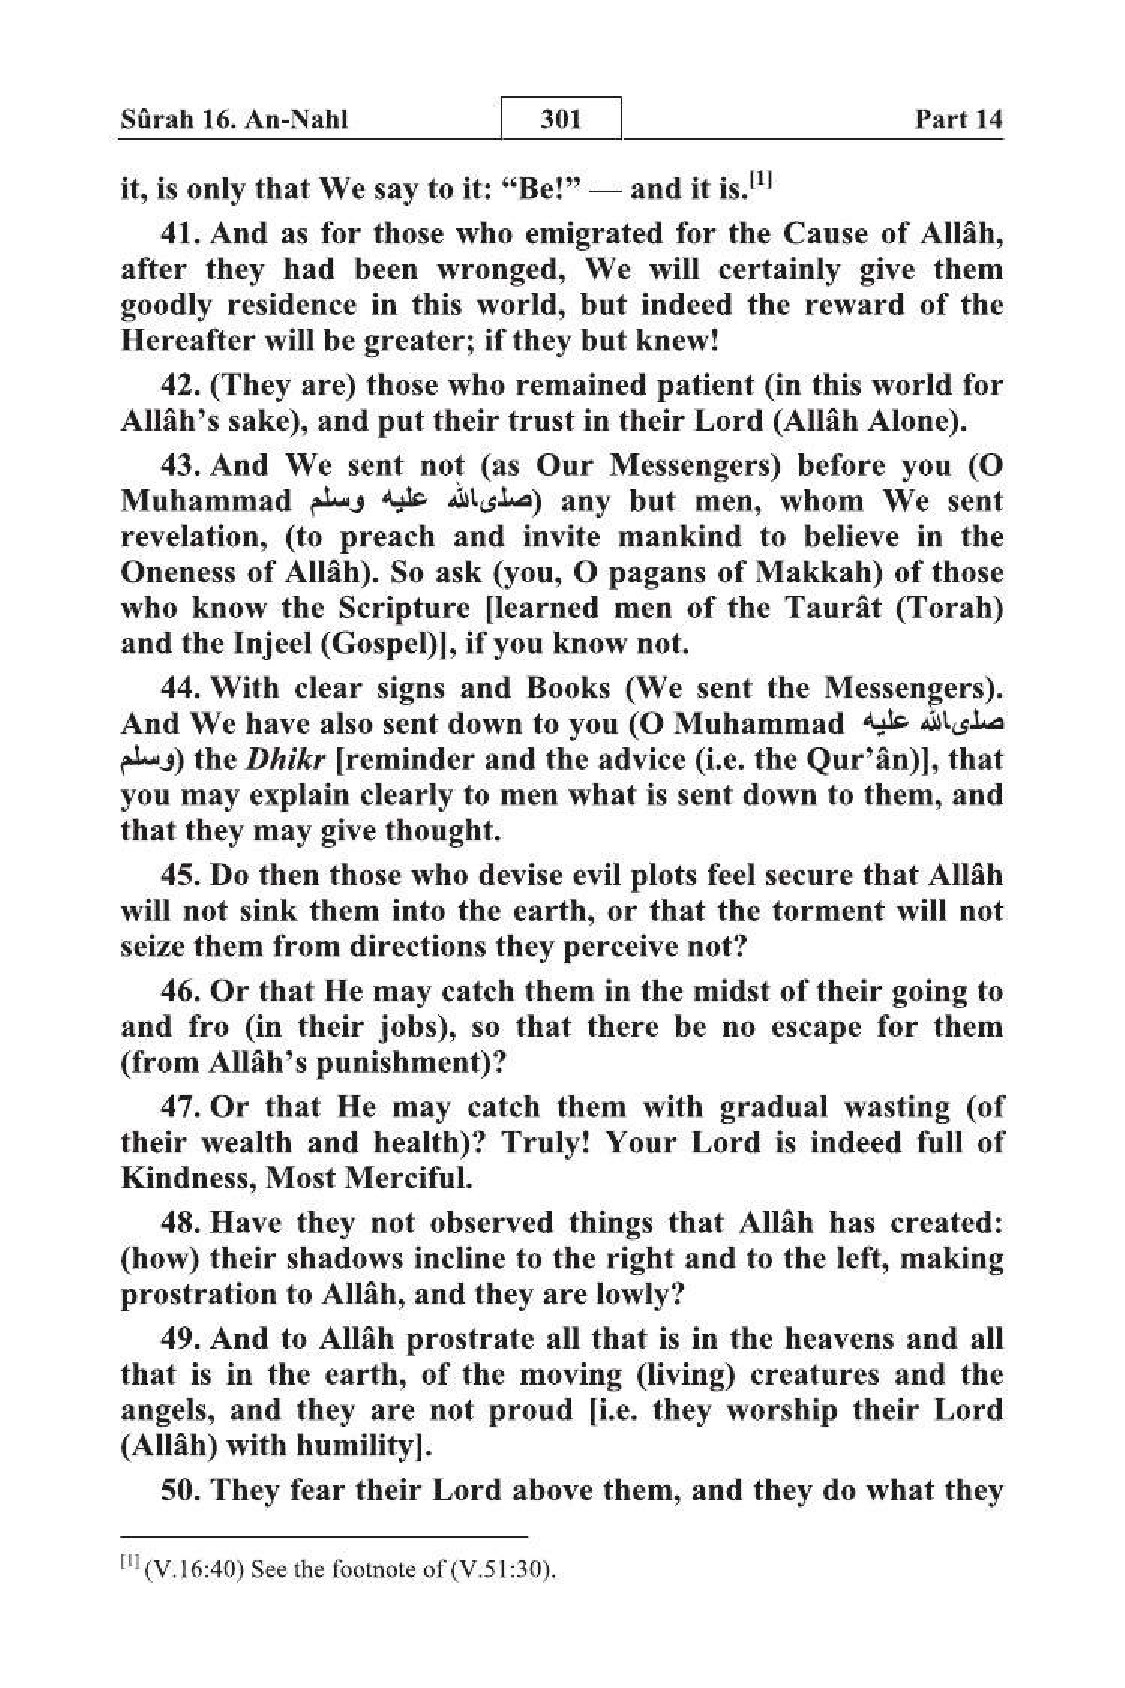 Sûrah 16. An-Nahl 301 Part 14
it, is only that We say to it: “Be!” — and it is.[1]
41. And as for those who emigrated for the Cause of Allâh,
after they had been wronged, We will certainly give them
goodly residence in this world, but indeed the reward of the
Hereafter will be greater; if they but knew!
42. (They are) those who remained patient (in this world for
Allâh’s sake), and put their trust in their Lord (Allâh Alone).
43. And We sent not (as Our Messengers) before you (O
Muhammad صلى الله عليه وسلم) any but men, whom We sent
revelation, (to preach and invite mankind to believe in the
Oneness of Allâh). So ask (you, O pagans of Makkah) of those
who know the Scripture [learned men of the Taurât (Torah)
and the Injeel (Gospel)], if you know not.
44. With clear signs and Books (We sent the Messengers).
And We have also sent down to you (O Muhammad صلى الله عليه
وسلم) the Dhikr [reminder and the advice (i.e. the Qur’ân)], that
you may explain clearly to men what is sent down to them, and
that they may give thought.
45. Do then those who devise evil plots feel secure that Allâh
will not sink them into the earth, or that the torment will not
seize them from directions they perceive not?
46. Or that He may catch them in the midst of their going to
and fro (in their jobs), so that there be no escape for them
(from Allâh’s punishment)?
47. Or that He may catch them with gradual wasting (of
their wealth and health)? Truly! Your Lord is indeed full of
Kindness, Most Merciful.
48. Have they not observed things that Allâh has created:
(how) their shadows incline to the right and to the left, making
prostration to Allâh, and they are lowly?
49. And to Allâh prostrate all that is in the heavens and all
that is in the earth, of the moving (living) creatures and the
angels, and they are not proud [i.e. they worship their Lord
(Allâh) with humility].
50. They fear their Lord above them, and they do what they
[1] (V.16:40) See the footnote of (V.51:30).